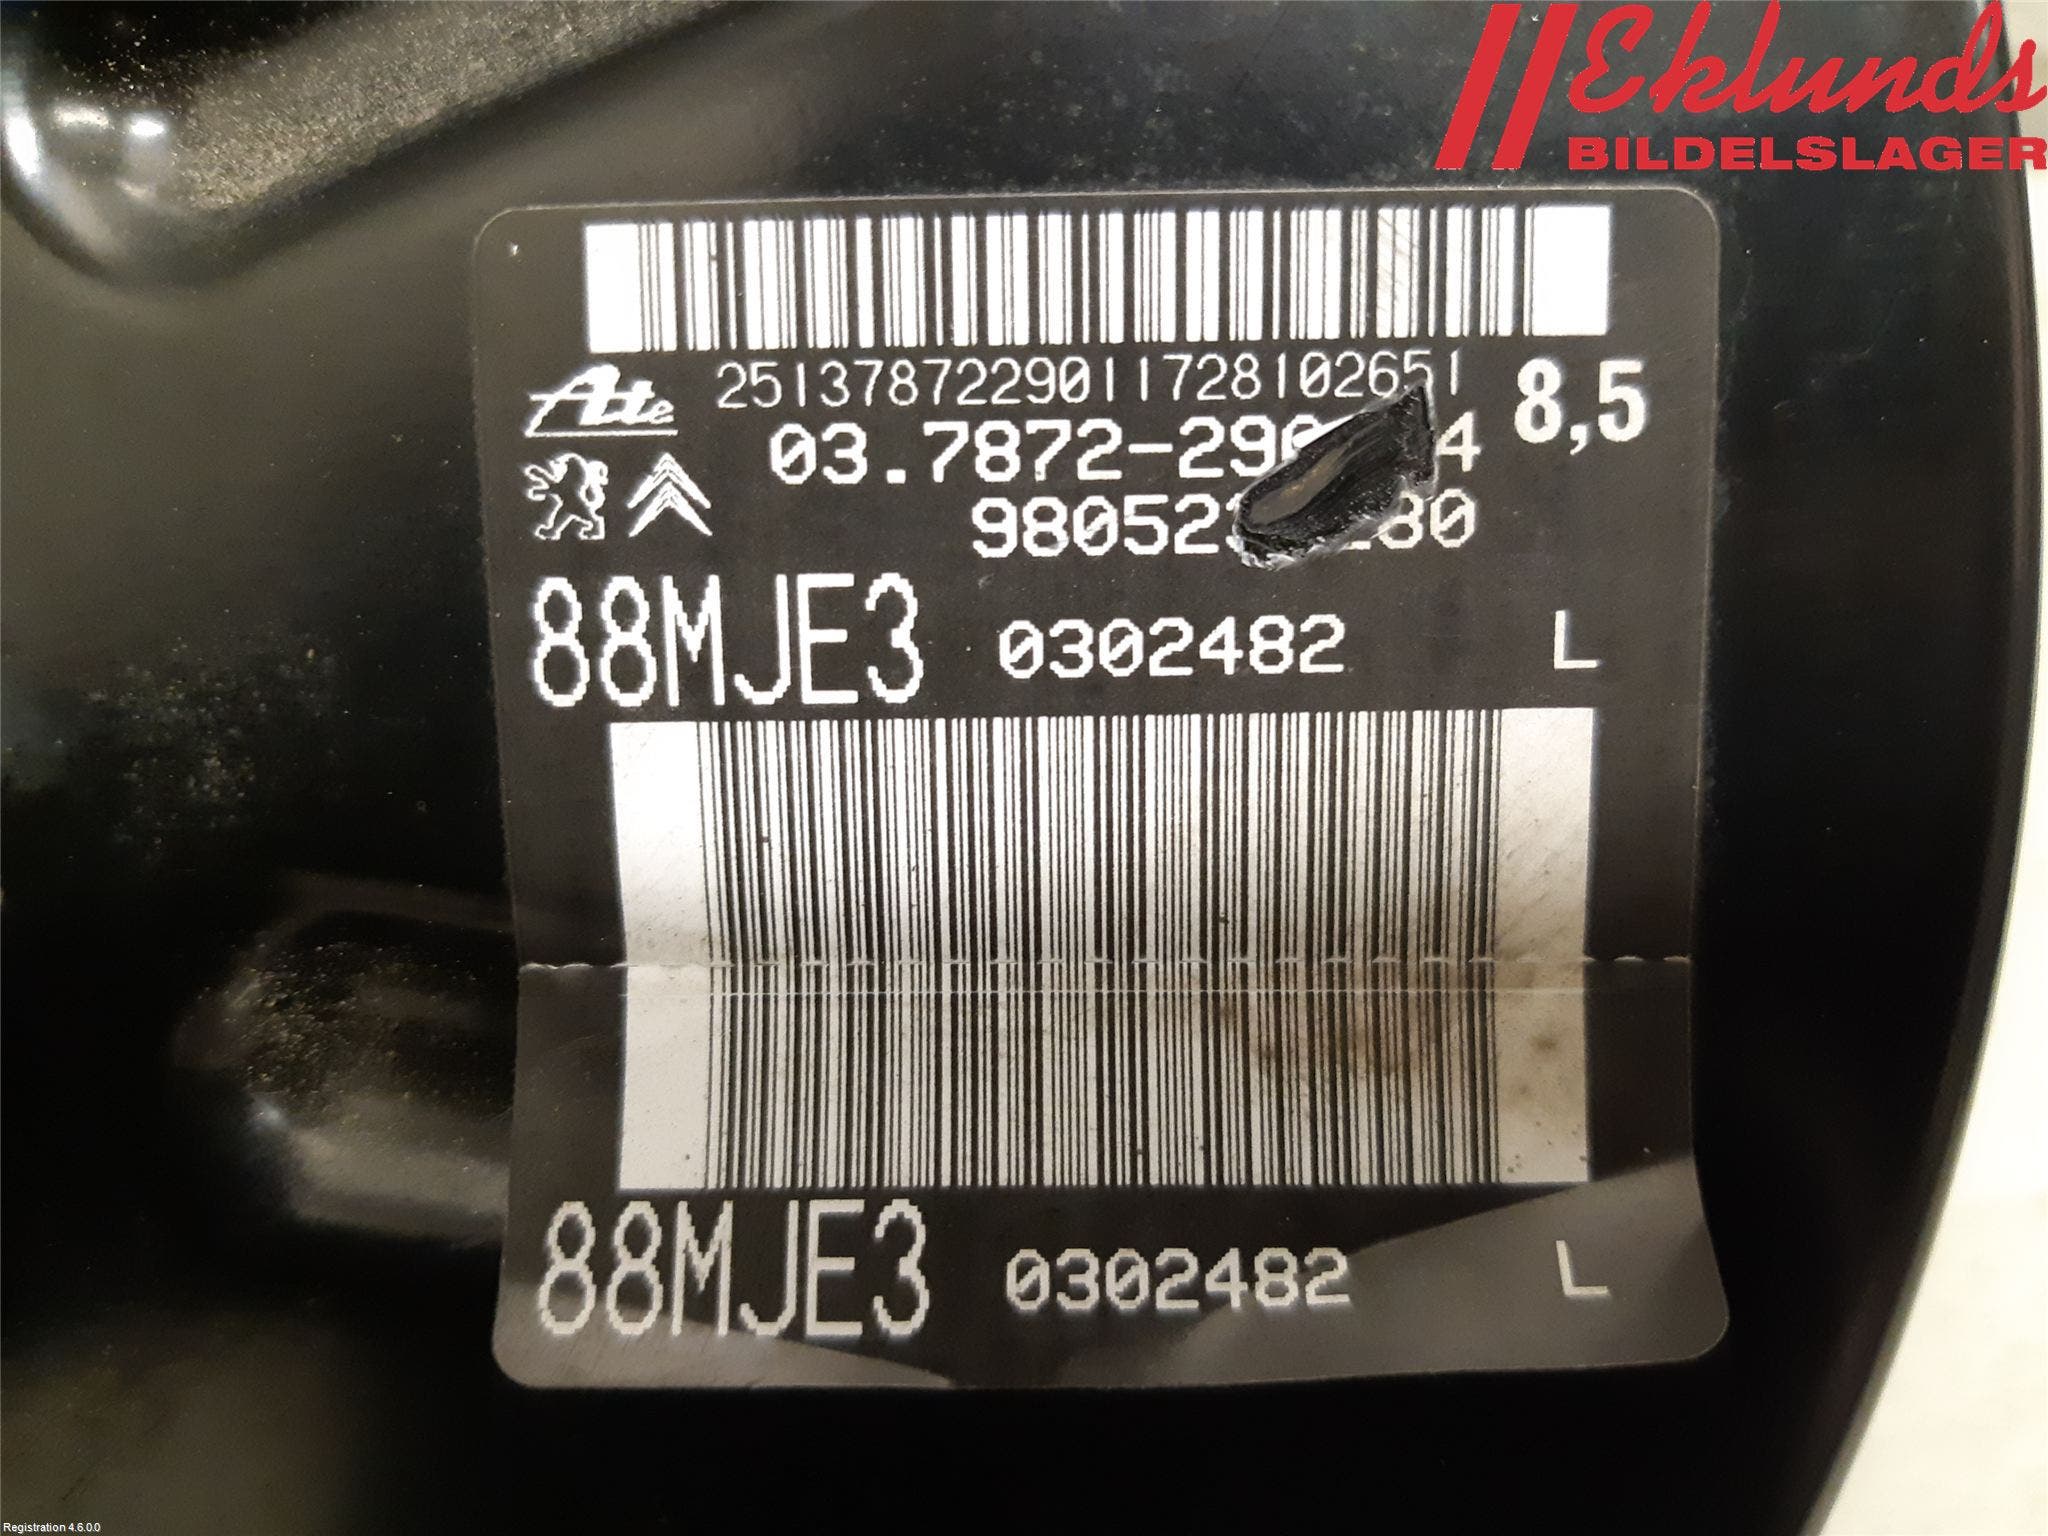 Eklunds
BILDELSLAGER
2513787229011728102651
Ate
8,5
88MJE3 0302482 L
88MJE3 0302482 L
Registration 4.6.0.0